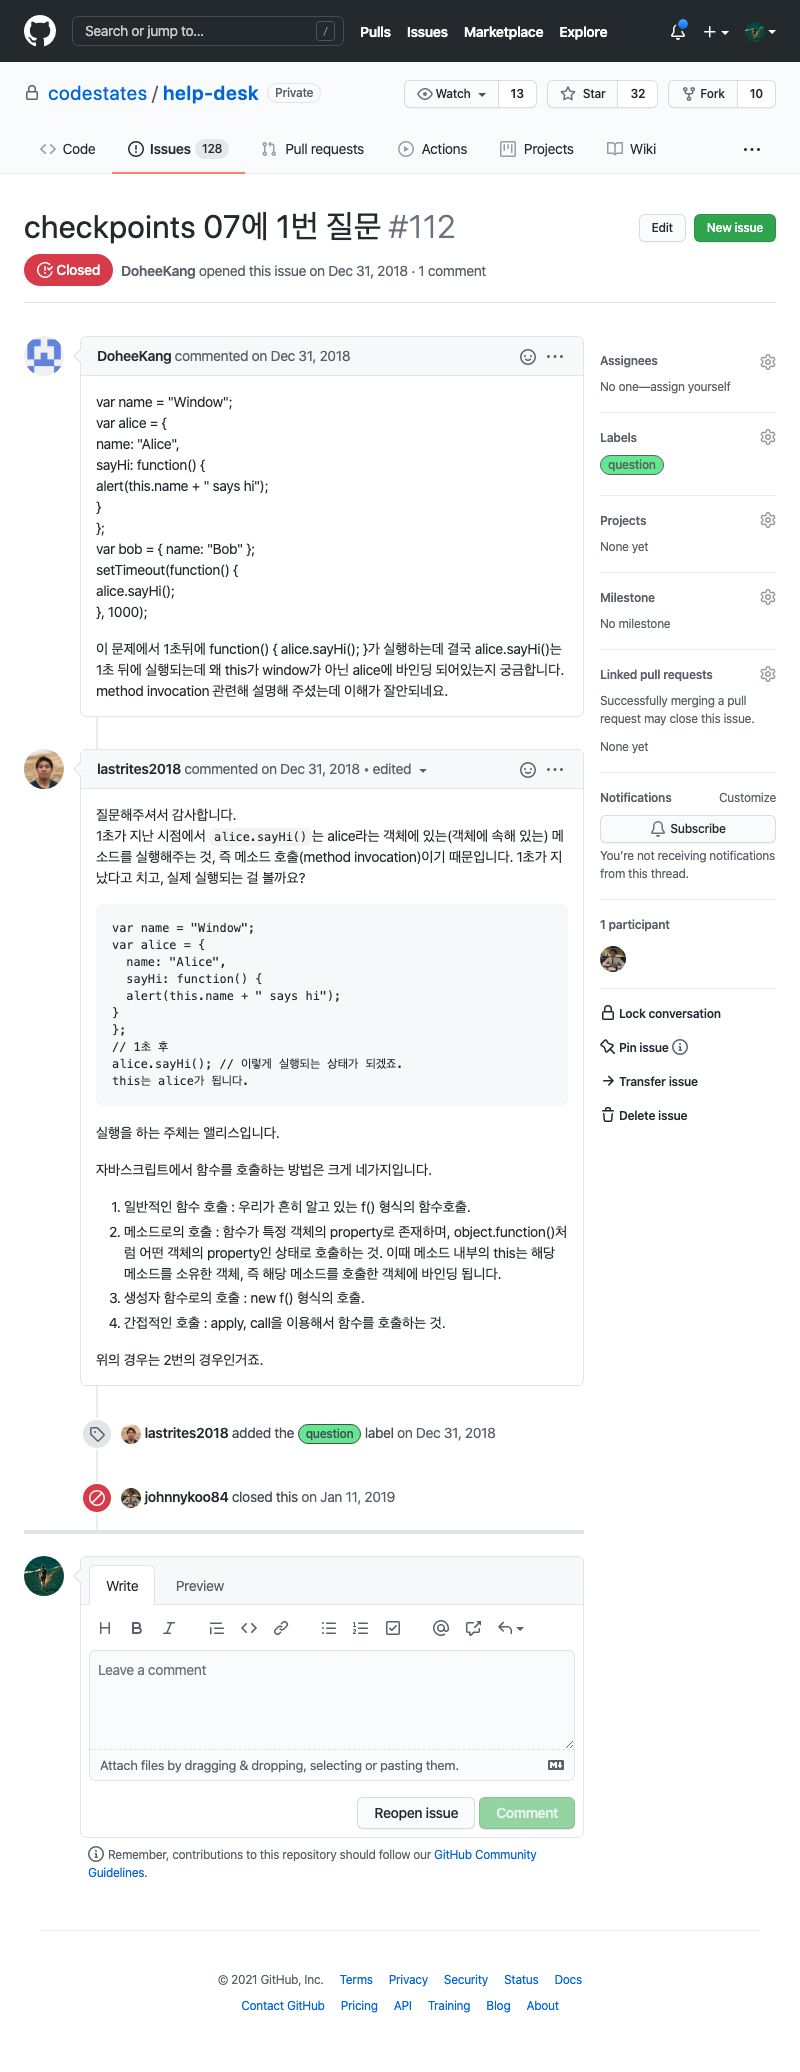 Search or jump to... /
Pulls Issues Marketplace Explore
codestates / help-desk Private
Watch 13 Star 32 Fork 10
Code Issues 128 Pull requests Actions Projects Wiki ...
checkpoints 07에 1번 질문 #112
Edit New issue
Closed DoheeKang opened this issue on Dec 31, 2018 · 1 comment
DoheeKang commented on Dec 31, 2018
var name = "Window";
var alice = {
name: "Alice",
sayHi: function() {
alert(this.name + " says hi");
}
};
var bob = { name: "Bob" };
setTimeout(function() {
alice.sayHi();
}, 1000);
이 문제에서 1초뒤에 function() { alice.sayHi(); }가 실행하는데 결국 alice.sayHi()는
1초 뒤에 실행되는데 왜 this가 window가 아닌 alice에 바인딩 되어있는지 궁금합니다.
method invocation 관련해 설명해 주셨는데 이해가 잘안되네요.
Assignees
No one—assign yourself
Labels
question
Projects
None yet
Milestone
No milestone
Linked pull requests
Successfully merging a pull
request may close this issue.
None yet
Notifications Customize
Subscribe
You're not receiving notifications
from this thread.
1 participant
Lock conversation
Pin issue
Transfer issue
Delete issue
lastrites2018 commented on Dec 31, 2018 • edited
질문해주셔서 감사합니다.
1초가 지난 시점에서 alice.sayHi() 는 alice라는 객체에 있는(객체에 속해 있는) 메
소드를 실행해주는 것, 즉 메소드 호출(method invocation)이기 때문입니다. 1초가 지
났다고 치고, 실제 실행되는 걸 볼까요?
var name = "Window";
var alice = {
name: "Alice",
sayHi: function() {
alert(this.name + " says hi");
}
};
// 1초 후
alice.sayHi(); // 이렇게 실행되는 상태가 되겠죠.
this는 alice가 됩니다.
실행을 하는 주체는 앨리스입니다.
자바스크립트에서 함수를 호출하는 방법은 크게 네가지입니다.
1. 일반적인 함수 호출 : 우리가 흔히 알고 있는 f() 형식의 함수호출.
2. 메소드로의 호출 : 함수가 특정 객체의 property로 존재하며, object.function()처
럼 어떤 객체의 property인 상태로 호출하는 것. 이때 메소드 내부의 this는 해당
메소드를 소유한 객체, 즉 해당 메소드를 호출한 객체에 바인딩 됩니다.
3. 생성자 함수로의 호출 : new f() 형식의 호출.
4. 간접적인 호출 : apply, call을 이용해서 함수를 호출하는 것.
위의 경우는 2번의 경우인거죠.
lastrites2018 added the question label on Dec 31, 2018
johnnykoo84 closed this on Jan 11, 2019
Write Preview
Leave a comment
Attach files by dragging & dropping, selecting or pasting them.
Reopen issue Comment
Remember, contributions to this repository should follow our GitHub Community
Guidelines.
© 2021 GitHub, Inc. Terms Privacy Security Status Docs
Contact GitHub Pricing API Training Blog About